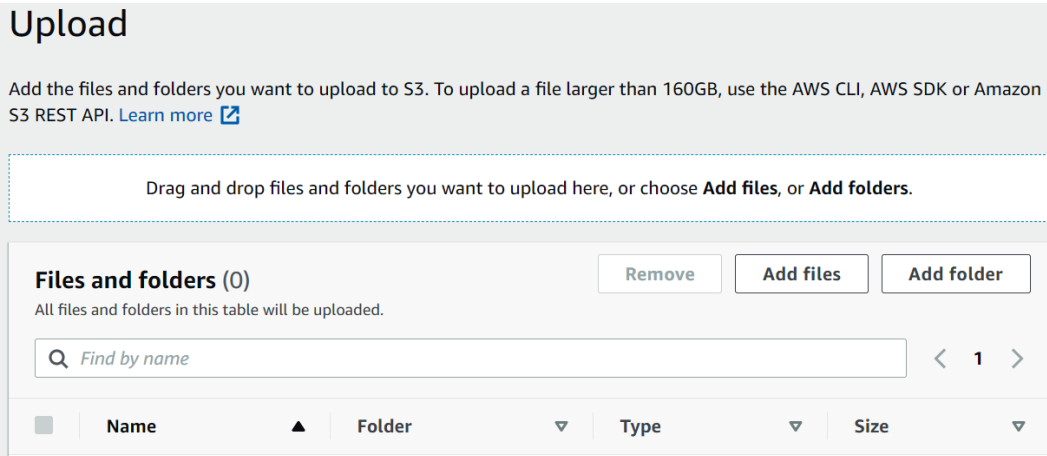 Upload
Add the files and folders you want to upload to S3. To upload a file larger than 160GB, use the AWS CLI, AWS SDK or Amazon
S3 REST API. Learn more
Drag and drop files and folders you want to upload here, or choose Add files, or Add folders.
Files and folders (0)
Remove
Add files
Add folder
All files and folders in this table will be uploaded.
Find by name
1
Name
Folder
Type
Size